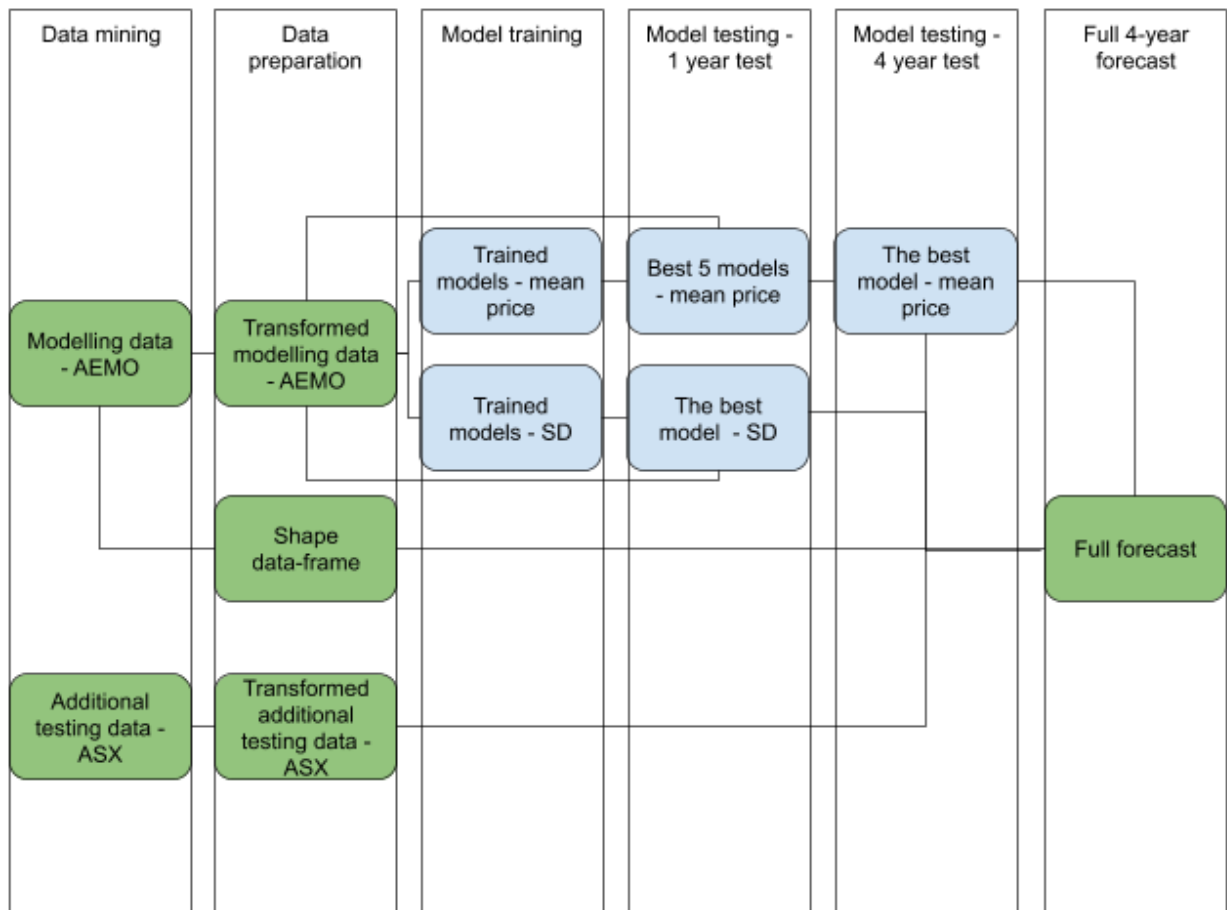 Data mining
Data
preparation
Model training
Model testing -
1 year test
Model testing -
4 year test
Full 4-year
forecast
Trained
models - mean
price
Best 5 models
- mean price
The best
model - mean
price
Modelling data
- AEMO
Transformed
modelling data
- AEMO
Trained
models - SD
The best
model - SD
Shape
data-frame
Full forecast
Additional
testing data -
ASX
Transformed
additional
testing data -
ASX